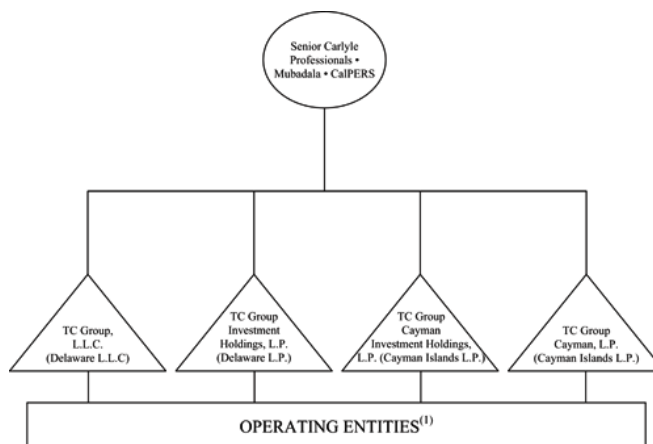 Senior Carlyle
Professionals •
Mubadala • CalPERS
TC Group,
L.L.C.
(Delaware L.L.C)
TC Group
Investment
Holdings, L.P.
(Delaware L.P.)
TC Group
Cayman
Investment Holdings,
L.P. (Cayman Islands L.P.)
TC Group
Cayman, L.P.
(Cayman Islands L.P.)
OPERATING ENTITIES(1)